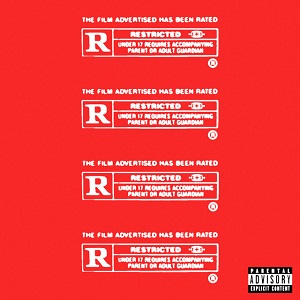 THE FILM ADVERTISED HAS BEEN RATED
R
RESTRICTED
UNDER 17 REQUIRES ACCOMPANYING
PARENT OR ADULT GUARDIAN
®
THE FILM ADVERTISED HAS BEEN RATED
R
RESTRICTED
UNDER 17 REQUIRES ACCOMPANYING
PARENT OR ADULT GUARDIAN
®
THE FILM ADVERTISED HAS BEEN RATED
R
RESTRICTED
UNDER 17 REQUIRES ACCOMPANYING
PARENT OR ADULT GUARDIAN
®
THE FILM ADVERTISED HAS BEEN RATED
R
RESTRICTED
UNDER 17 REQUIRES ACCOMPANYING
PARENT OR ADULT GUARDIAN
®
PARENTAL
ADVISORY
EXPLICIT CONTENT